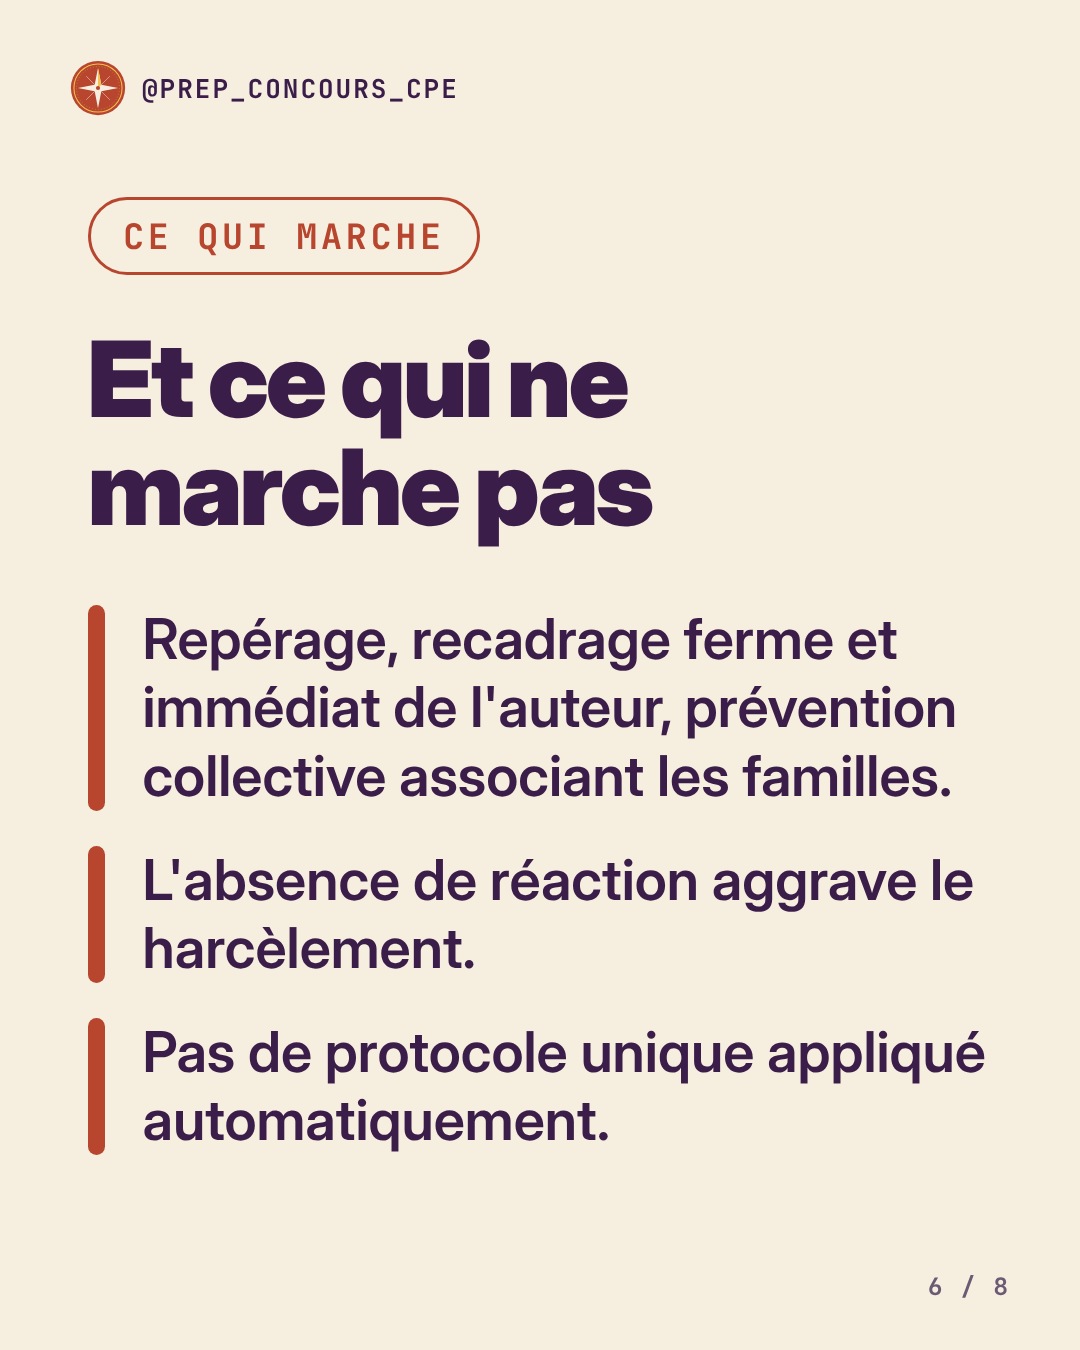 @PREP_CONCOURS_CPE
CE QUI MARCHE
Et ce qui ne
marche pas
Repérage, recadrage ferme et
immédiat de l'auteur, prévention
collective associant les familles.
L'absence de réaction aggrave le
harcèlement.
Pas de protocole unique appliqué
automatiquement.
6 / 8